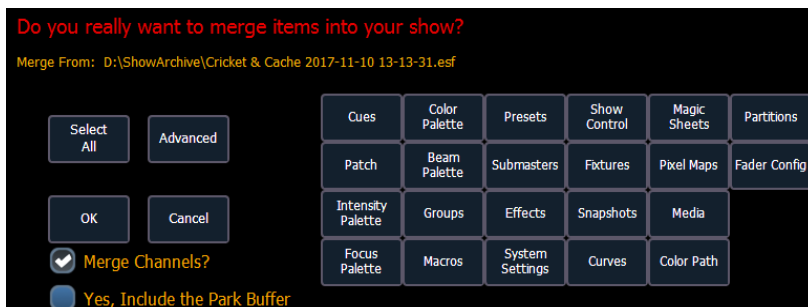 Do you really want to merge items into your show?
Merge From: D:\ShowArchive\Cricket & Cache 2017-11-10 13-13-31.esf
Select
All
Advanced
OK
Cancel
Merge Channels?
Yes, Include the Park Buffer
Cues
Color
Palette
Presets
Show
Control
Magic
Sheets
Partitions
Patch
Beam
Palette
Submasters
Fixtures
Pixel Maps
Fader Config
Intensity
Palette
Groups
Effects
Snapshots
Media
Focus
Palette
Macros
System
Settings
Curves
Color Path